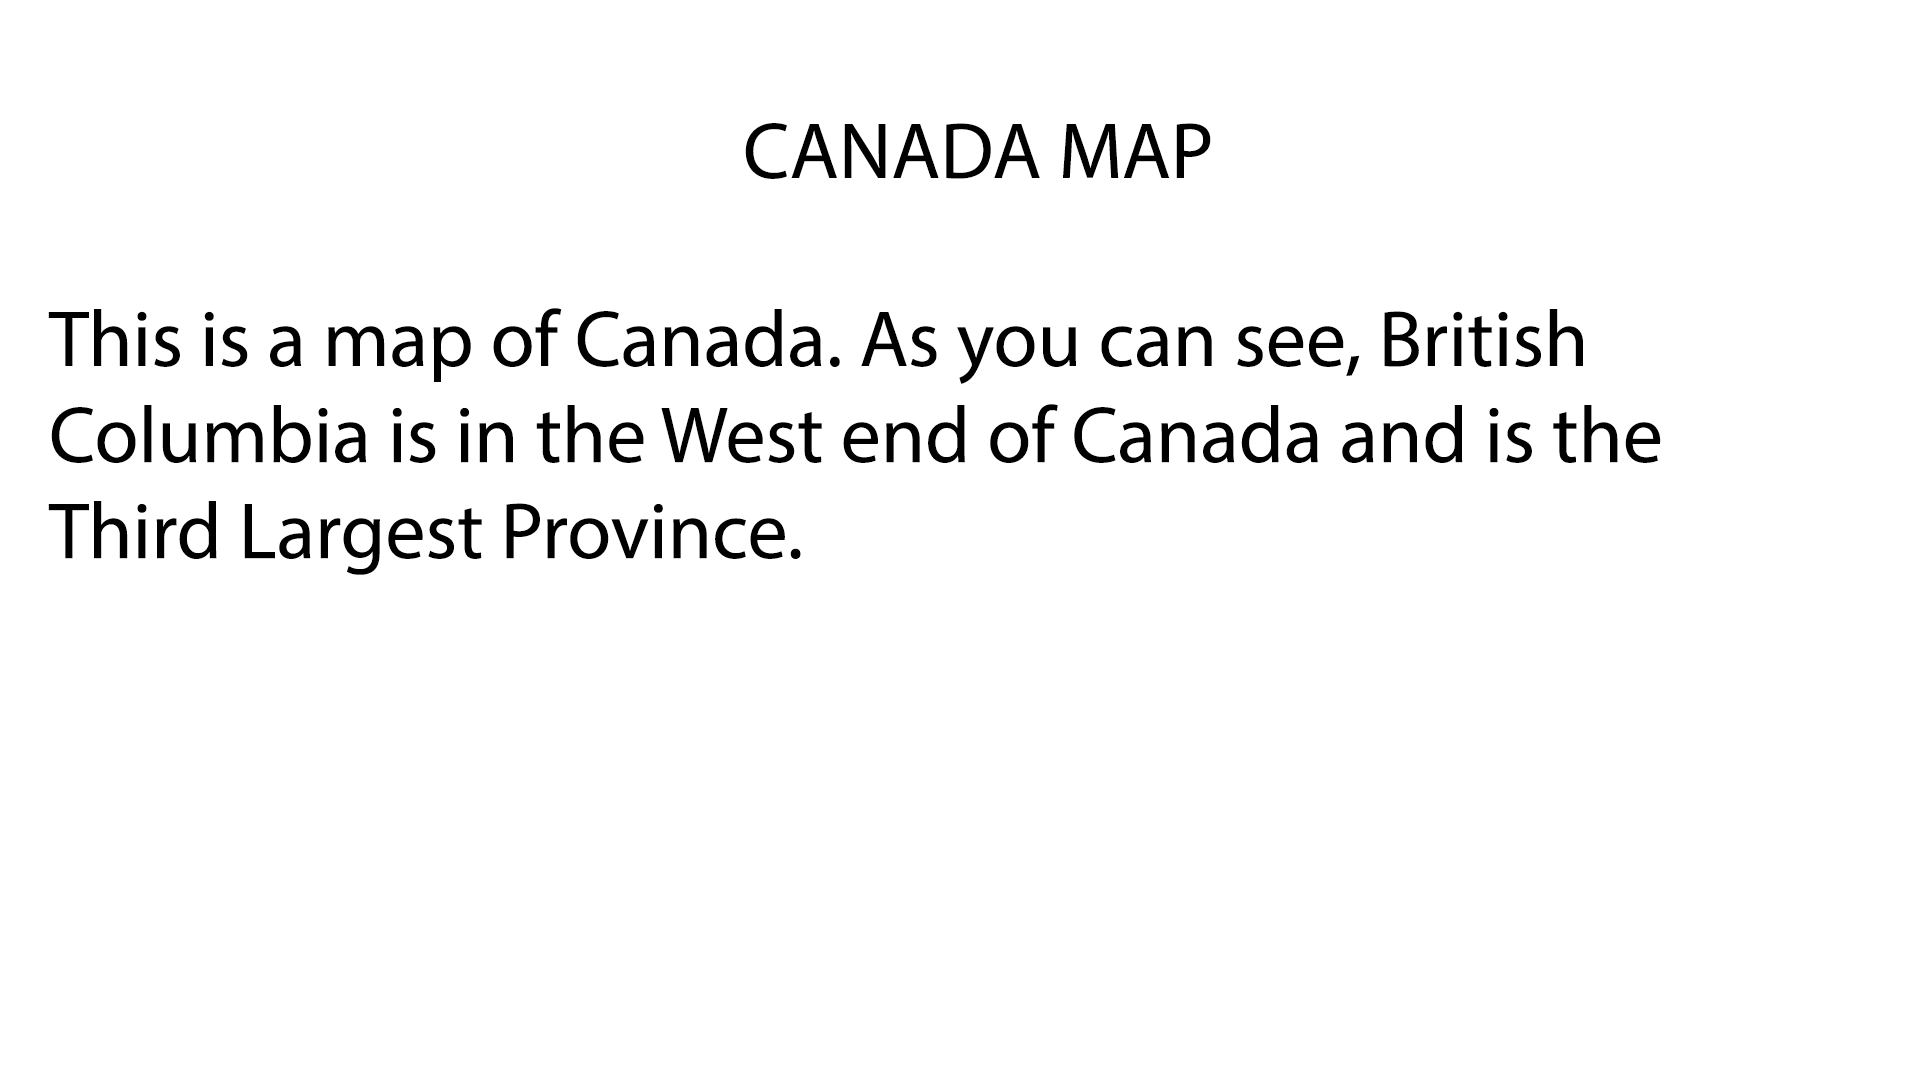 CANADA MAP
This is a map of Canada. As you can see, British
Columbia is in the West end of Canada and is the
Third Largest Province.